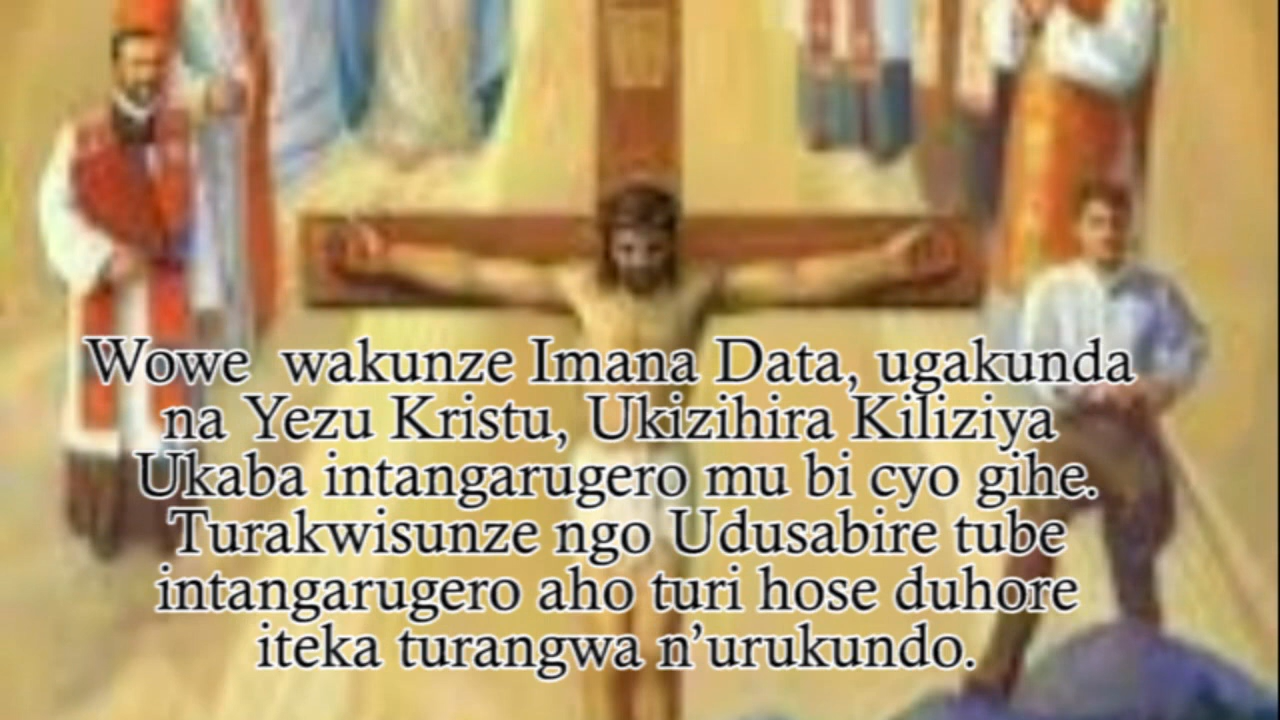 Wowe  wakunze Imana Data, ugakunda
na Yezu Kristu, Ukizihira Kiliziya
Ukaba intangarugero mu bi cyo gihe.
Turakwisunze ngo Udusabire tube
intangarugero aho turi hose duhore
iteka turangwa n’urukundo.